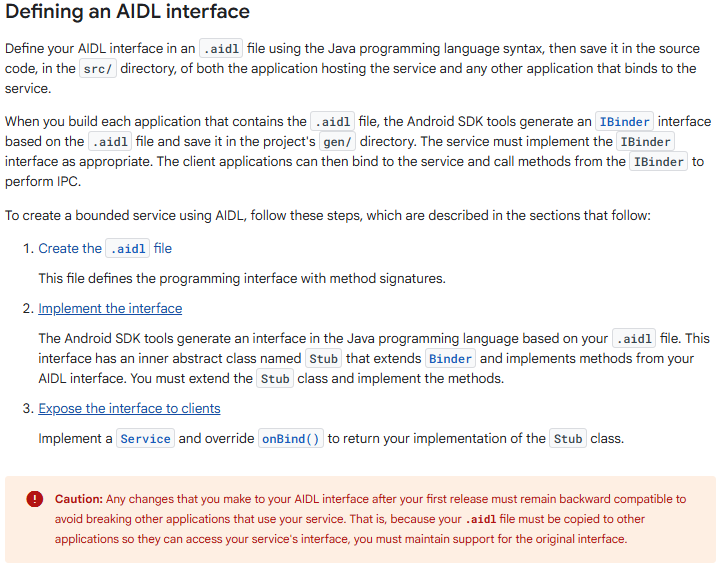 Defining an AIDL interface
Define your AIDL interface in an .aidl file using the Java programming language syntax, then save it in the source
code, in the src/ directory, of both the application hosting the service and any other application that binds to the
service.
When you build each application that contains the .aidl file, the Android SDK tools generate an IBinder interface
based on the .aidl file and save it in the project's gen/ directory. The service must implement the IBinder
interface as appropriate. The client applications can then bind to the service and call methods from the IBinder to
perform IPC.
To create a bounded service using AIDL, follow these steps, which are described in the sections that follow:
1. Create the .aidl file
This file defines the programming interface with method signatures.
2. Implement the interface
The Android SDK tools generate an interface in the Java programming language based on your .aidl file. This
interface has an inner abstract class named Stub that extends Binder and implements methods from your
AIDL interface. You must extend the Stub class and implement the methods.
3. Expose the interface to clients
Implement a Service and override onBind() to return your implementation of the Stub class.
Caution: Any changes that you make to your AIDL interface after your first release must remain backward compatible to
avoid breaking other applications that use your service. That is, because your .aidl file must be copied to other
applications so they can access your service's interface, you must maintain support for the original interface.